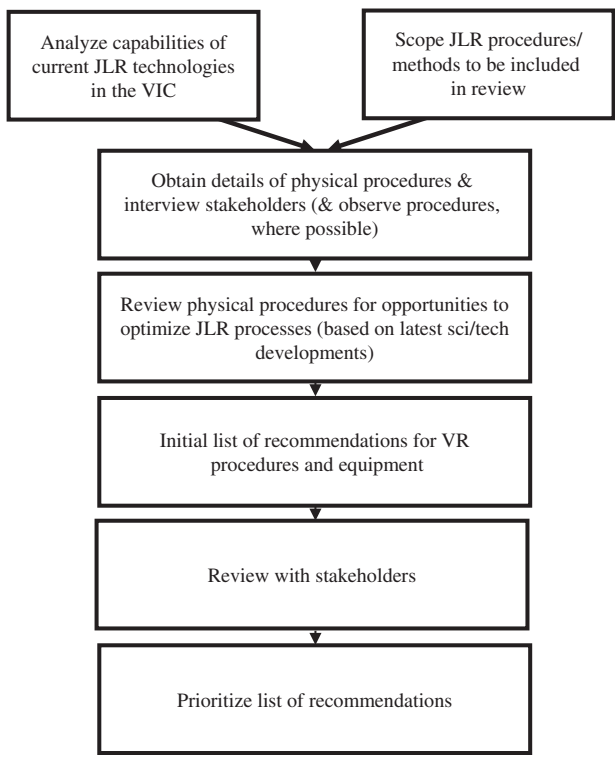 Analyze capabilities of
current JLR technologies
in the VIC
Scope JLR procedures/
methods to be included
in review
Obtain details of physical procedures &
interview stakeholders (& observe procedures,
where possible)
Review physical procedures for opportunities to
optimize JLR processes (based on latest sci/tech
developments)
Initial list of recommendations for VR
procedures and equipment
Review with stakeholders
Prioritize list of recommendations